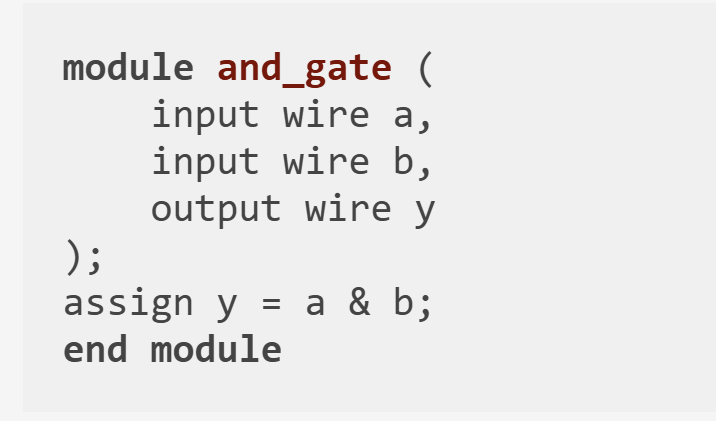 module and_gate (
    input wire a,
    input wire b,
    output wire y
);
assign y = a & b;
end module